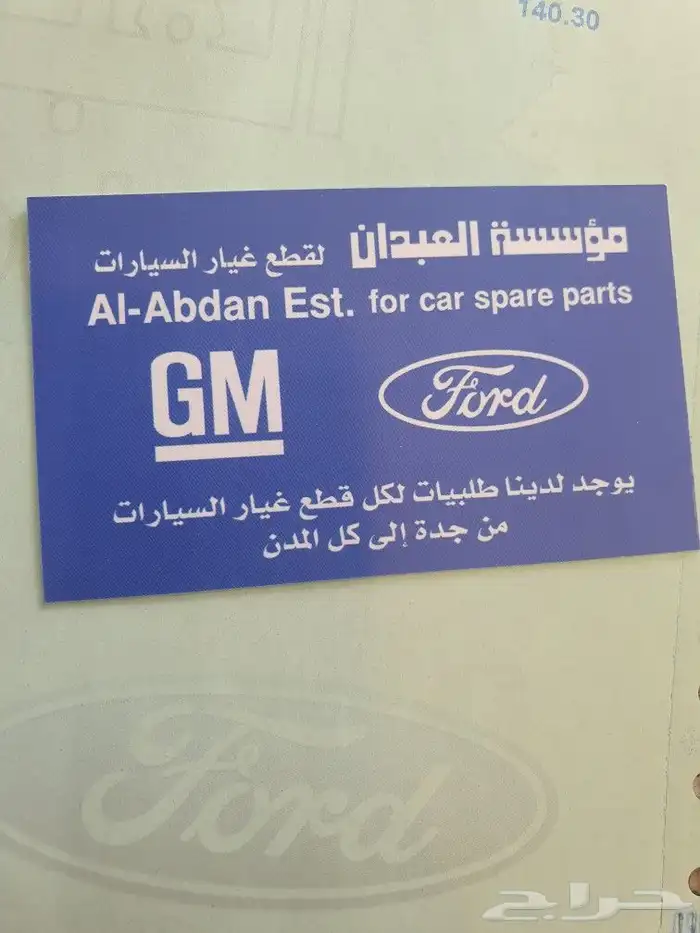 140.30
مؤسسة العبدان لقطع غيار السيارات
Al-Abdan Est. for car spare parts
GM Ford
يوجد لدينا طلبيات لكل قطع غيار السيارات
من جدة إلى كل المدن
Ford
حراج